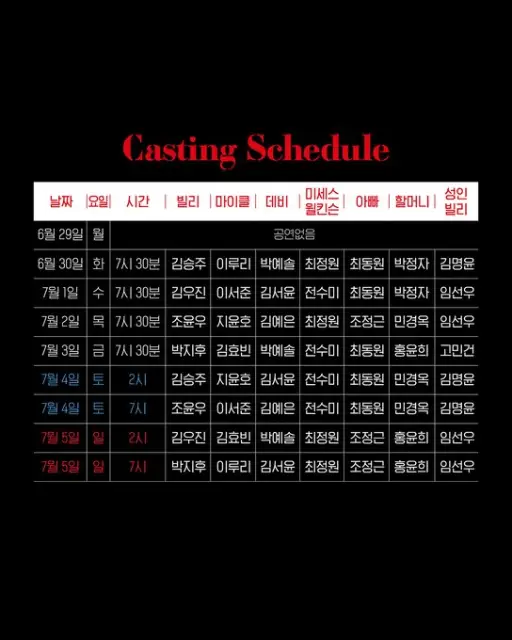 Casting Schedule
날짜 요일 시간 빌리 마이클 데비 미세스 윌킨슨 아빠 할머니 성인 빌리
6월 29일 월 공연없음
6월 30일 화 7시 30분 김승주 이루리 박예솔 최정원 최동원 박정자 김명윤
7월 1일 수 7시 30분 김우진 이서준 김서윤 전수미 최동원 박정자 임선우
7월 2일 목 7시 30분 조윤우 지윤호 김예은 최정원 조정근 민경옥 임선우
7월 3일 금 7시 30분 박지후 김효빈 박예솔 전수미 최동원 홍윤희 고민건
7월 4일 토 2시 김승주 지윤호 김서윤 전수미 최동원 민경옥 김명윤
7월 4일 토 7시 조윤우 이서준 김예은 전수미 최동원 민경옥 김명윤
7월 5일 일 2시 김우진 김효빈 박예솔 최정원 조정근 홍윤희 임선우
7월 5일 일 7시 박지후 이루리 김서윤 최정원 조정근 홍윤희 임선우